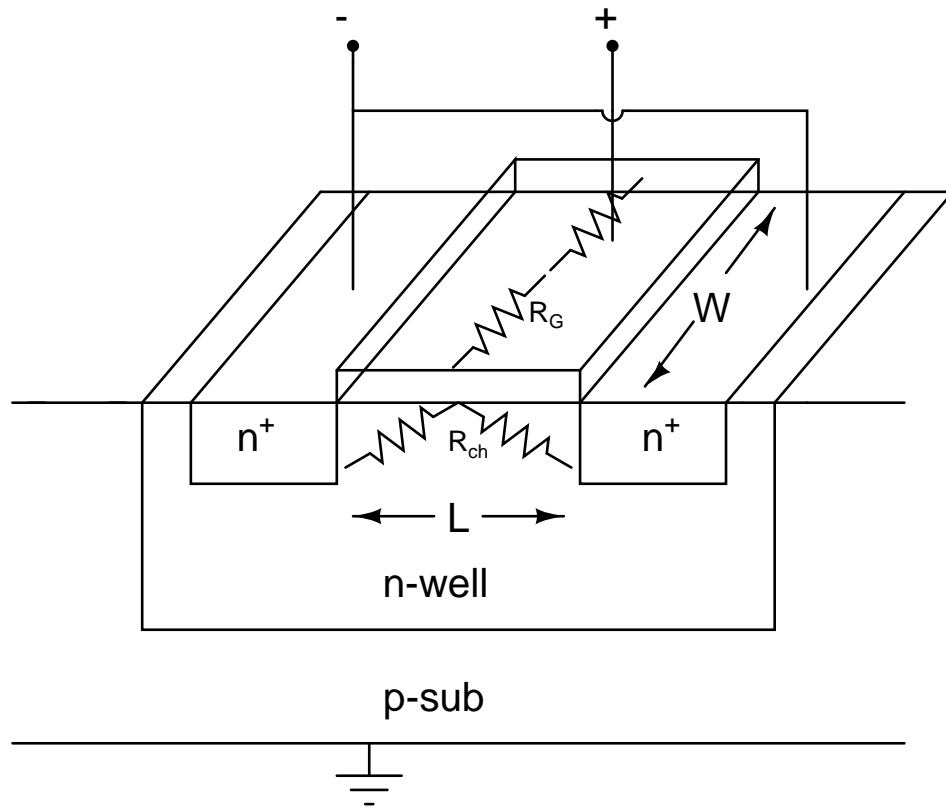 - +
R_G
W
n⁺ R_ch n⁺
L
n-well
p-sub